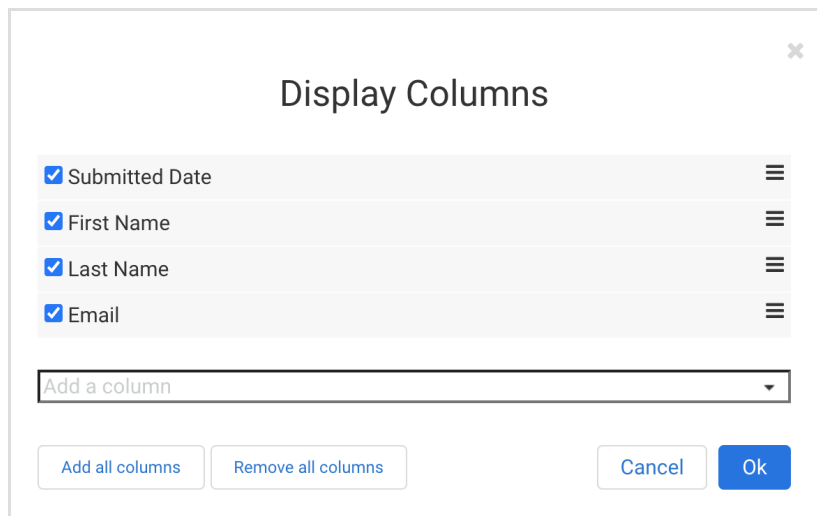 Display Columns
Submitted Date
First Name
Last Name
Email
Add a column
Add all columns Remove all columns Cancel Ok